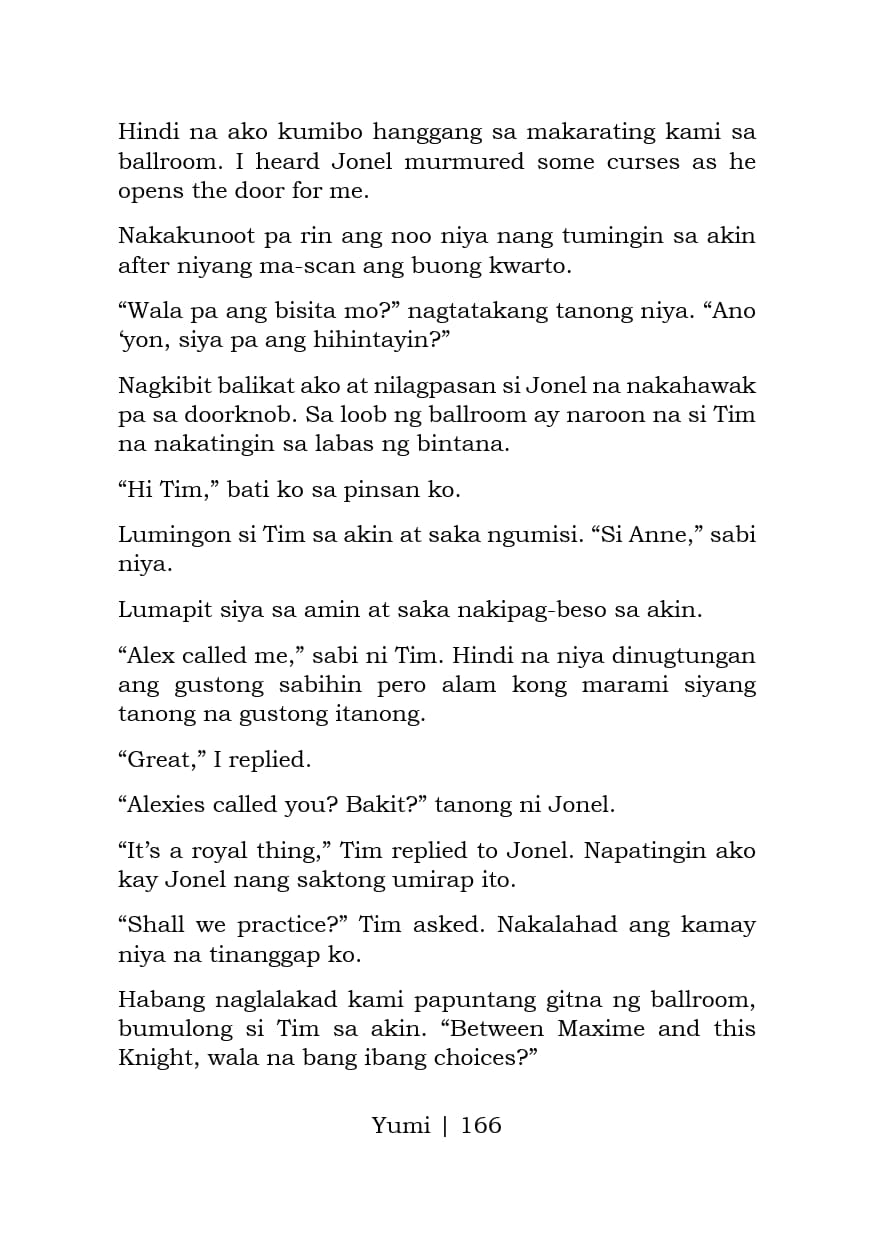 Hindi na ako kumibo hanggang sa makarating kami sa
ballroom. I heard Jonel murmured some curses as he
opens the door for me.
Nakakunoot pa rin ang noo niya nang tumingin sa akin
after niyang ma-scan ang buong kwarto.
“Wala pa ang bisita mo?” nagtatakang tanong niya. “Ano
‘yon, siya pa ang hihintayin?”
Nagkibit balikat ako at nilagpasan si Jonel na nakahawak
pa sa doorknob. Sa loob ng ballroom ay naroon na si Tim
na nakatingin sa labas ng bintana.
“Hi Tim,” bati ko sa pinsan ko.
Lumingon si Tim sa akin at saka ngumisi. “Si Anne,” sabi
niya.
Lumapit siya sa amin at saka nakipag-beso sa akin.
“Alex called me,” sabi ni Tim. Hindi na niya dinugtungan
ang gustong sabihin pero alam kong marami siyang
tanong na gustong itanong.
“Great,” I replied.
“Alexies called you? Bakit?” tanong ni Jonel.
“It’s a royal thing,” Tim replied to Jonel. Napatingin ako
kay Jonel nang saktong umirap ito.
“Shall we practice?” Tim asked. Nakalahad ang kamay
niya na tinanggap ko.
Habang naglalakad kami papuntang gitna ng ballroom,
bumulong si Tim sa akin. “Between Maxime and this
Knight, wala na bang ibang choices?”
Yumi | 166